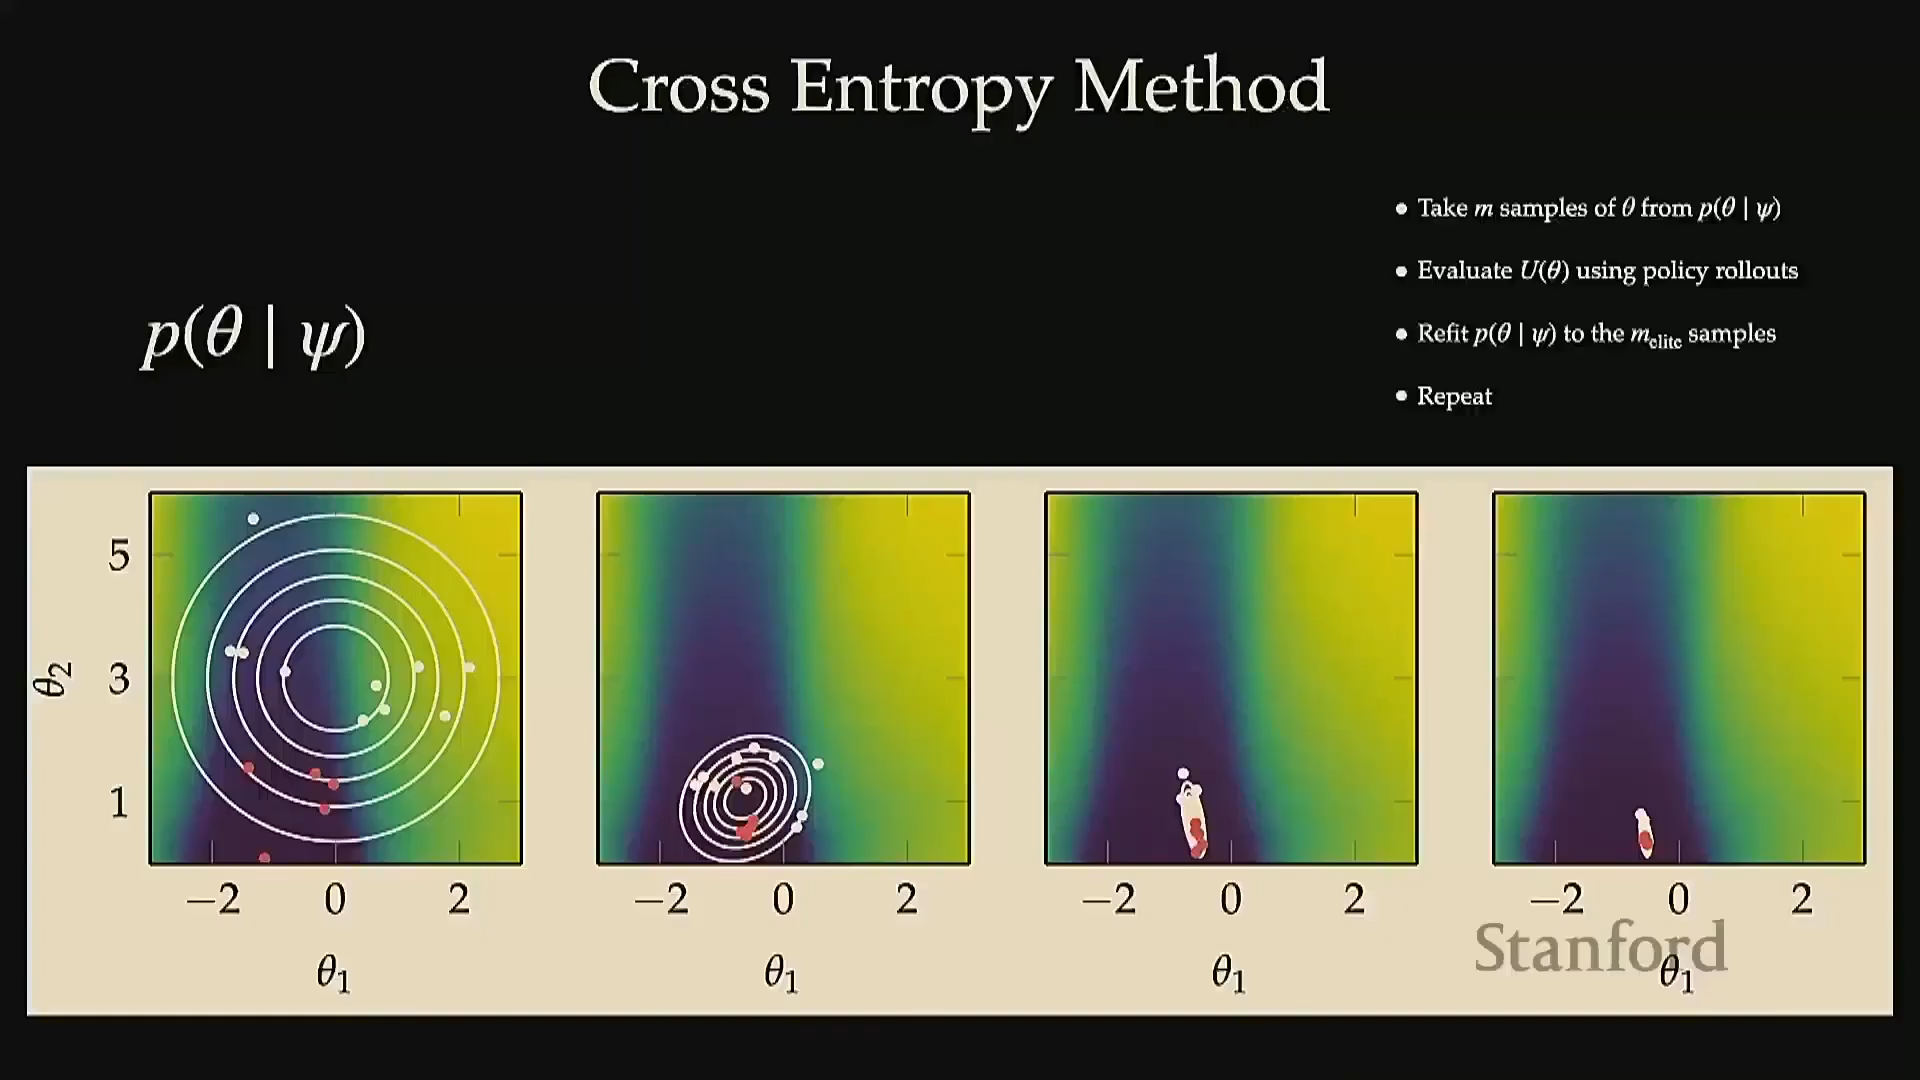 Cross Entropy Method
• Take m samples of θ from p(θ | ψ)
• Evaluate U(θ) using policy rollouts
p(θ | ψ)
• Refit p(θ | ψ) to the m_elite samples
• Repeat
θ₂
5
3
1
−2 0 2 −2 0 2 −2 0 2 −2 0 2
Stanford
θ₁ θ₁ θ₁ θ₁